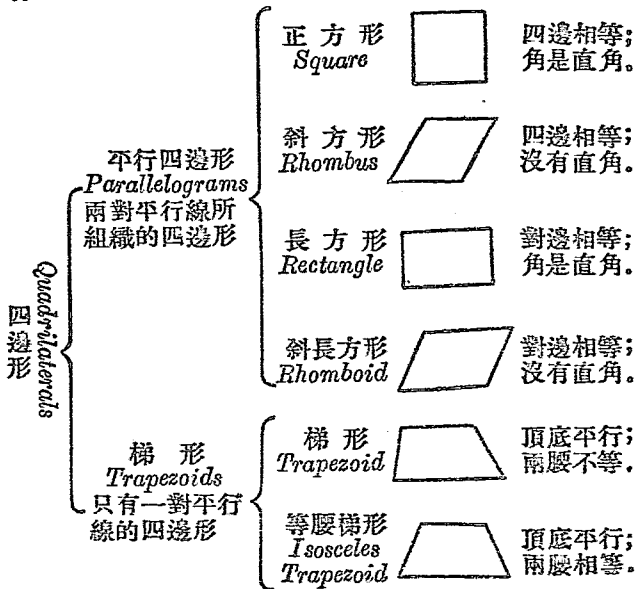 四邊形
Quadrilaterals
平行四邊形
Parallelograms
兩對平行線所
組織的四邊形
正方形
Square
四邊相等;
角是直角。
斜方形
Rhombus
四邊相等;
沒有直角。
長方形
Rectangle
對邊相等;
角是直角。
斜長方形
Rhomboid
對邊相等;
沒有直角。
梯形
Trapezoids
只有一對平行
線的四邊形
梯形
Trapezoid
頂底平行;
兩腰不等.
等腰梯形
Isosceles
Trapezoid
頂底平行;
兩腰相等。